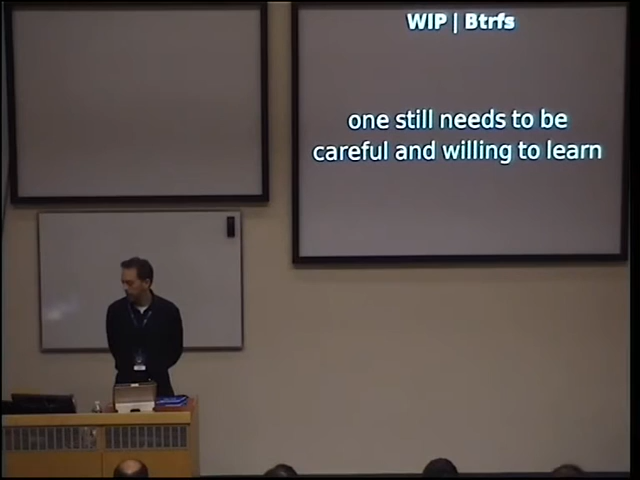 WIP | Btrfs
one still needs to be
careful and willing to learn